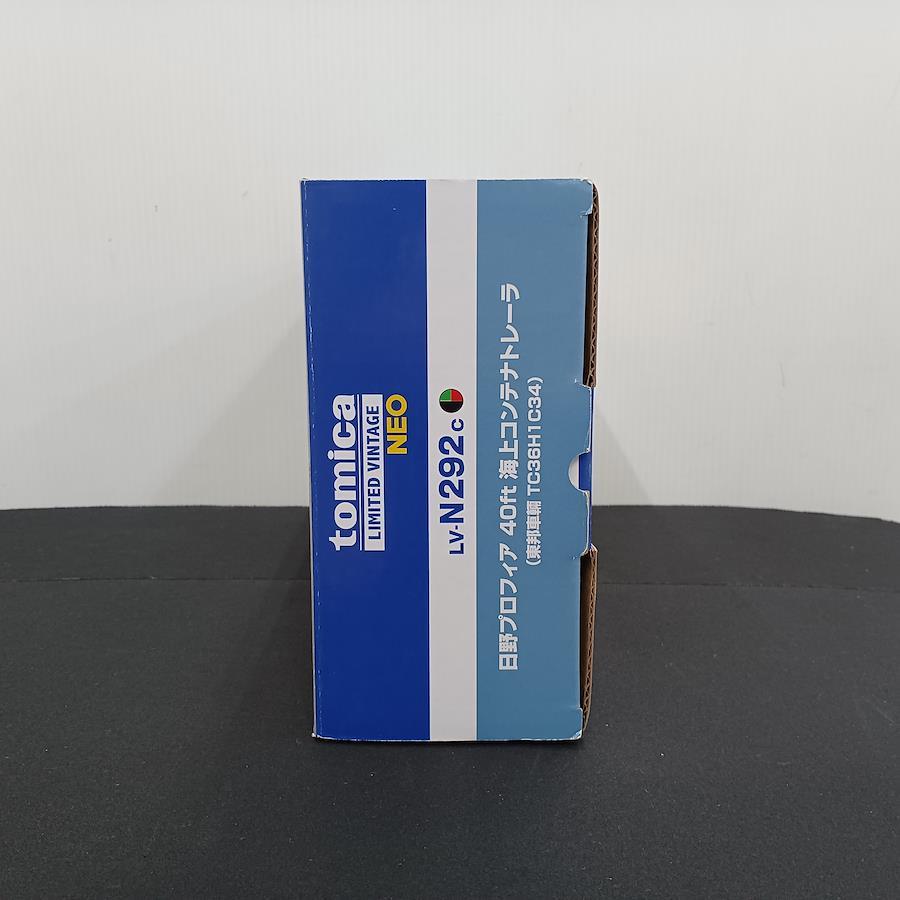 tomica
LIMITED VINTAGE
NEO
LV-N292c
日野プロフィア 40ft 海上コンテナトレーラ
(東邦車輛 TC36H1C34)